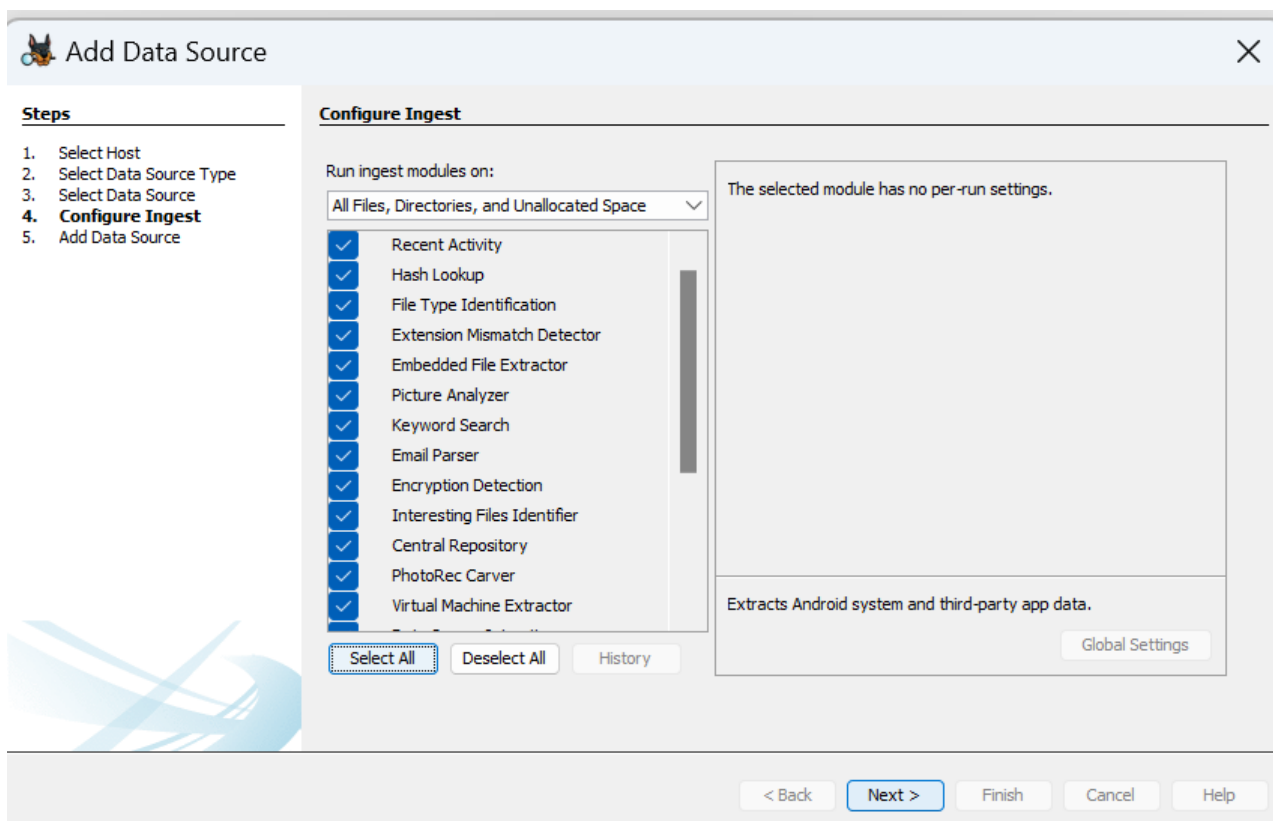 Add Data Source
Steps
1. Select Host
2. Select Data Source Type
3. Select Data Source
4. Configure Ingest
5. Add Data Source
Configure Ingest
Run ingest modules on:
All Files, Directories, and Unallocated Space
Recent Activity
Hash Lookup
File Type Identification
Extension Mismatch Detector
Embedded File Extractor
Picture Analyzer
Keyword Search
Email Parser
Encryption Detection
Interesting Files Identifier
Central Repository
PhotoRec Carver
Virtual Machine Extractor
Select All Deselect All History
The selected module has no per-run settings.
Extracts Android system and third-party app data.
Global Settings
< Back Next > Finish Cancel Help